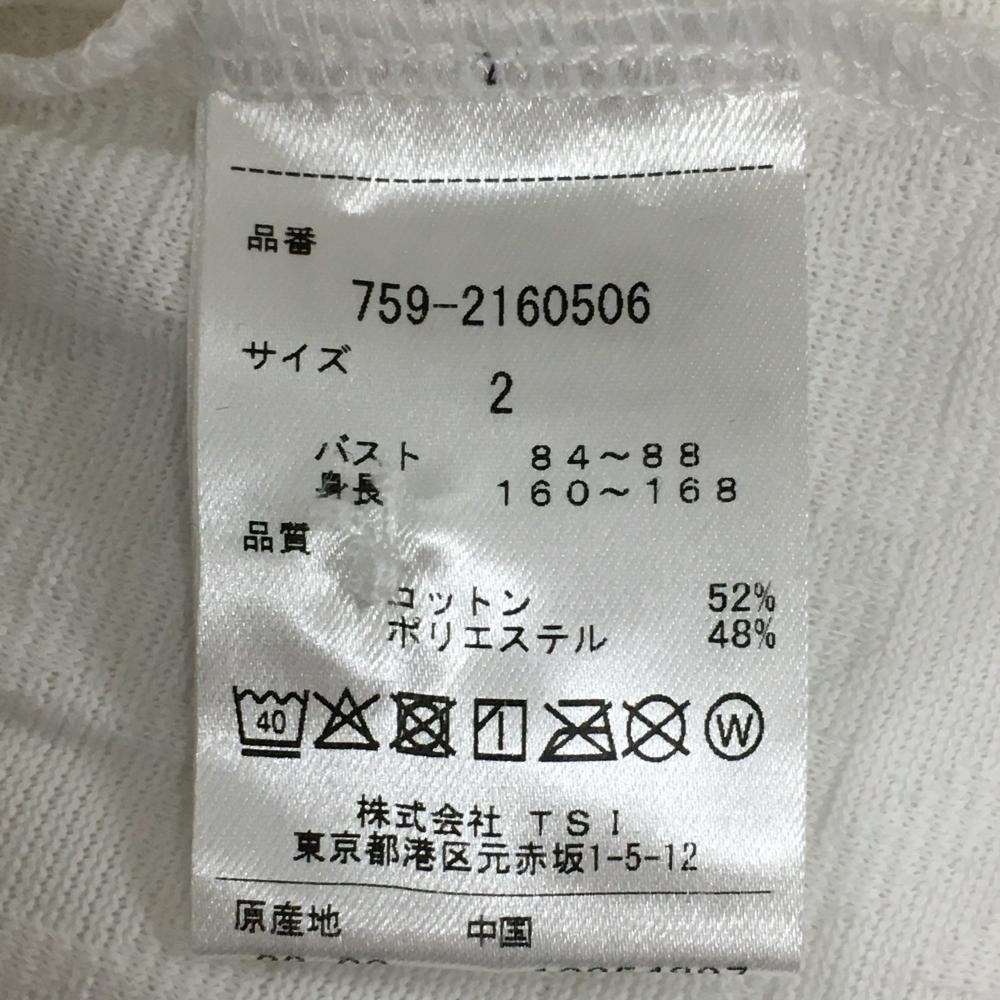 品番
759-2160506
サイズ
2
バスト 84～88
身長 160～168
品質
コットン 52%
ポリエステル 48%
40 W
株式会社 TSI
東京都港区元赤坂1-5-12
原産地 中国